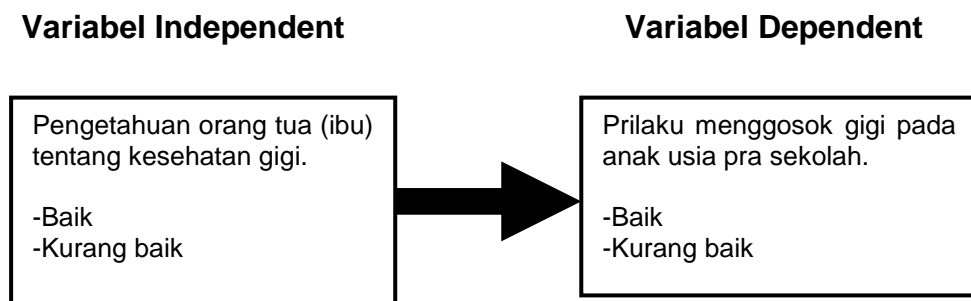 Variabel Independent
Variabel Dependent
Pengetahuan orang tua (ibu)
tentang kesehatan gigi.
-Baik
-Kurang baik
Prilaku menggosok gigi pada
anak usia pra sekolah.
-Baik
-Kurang baik